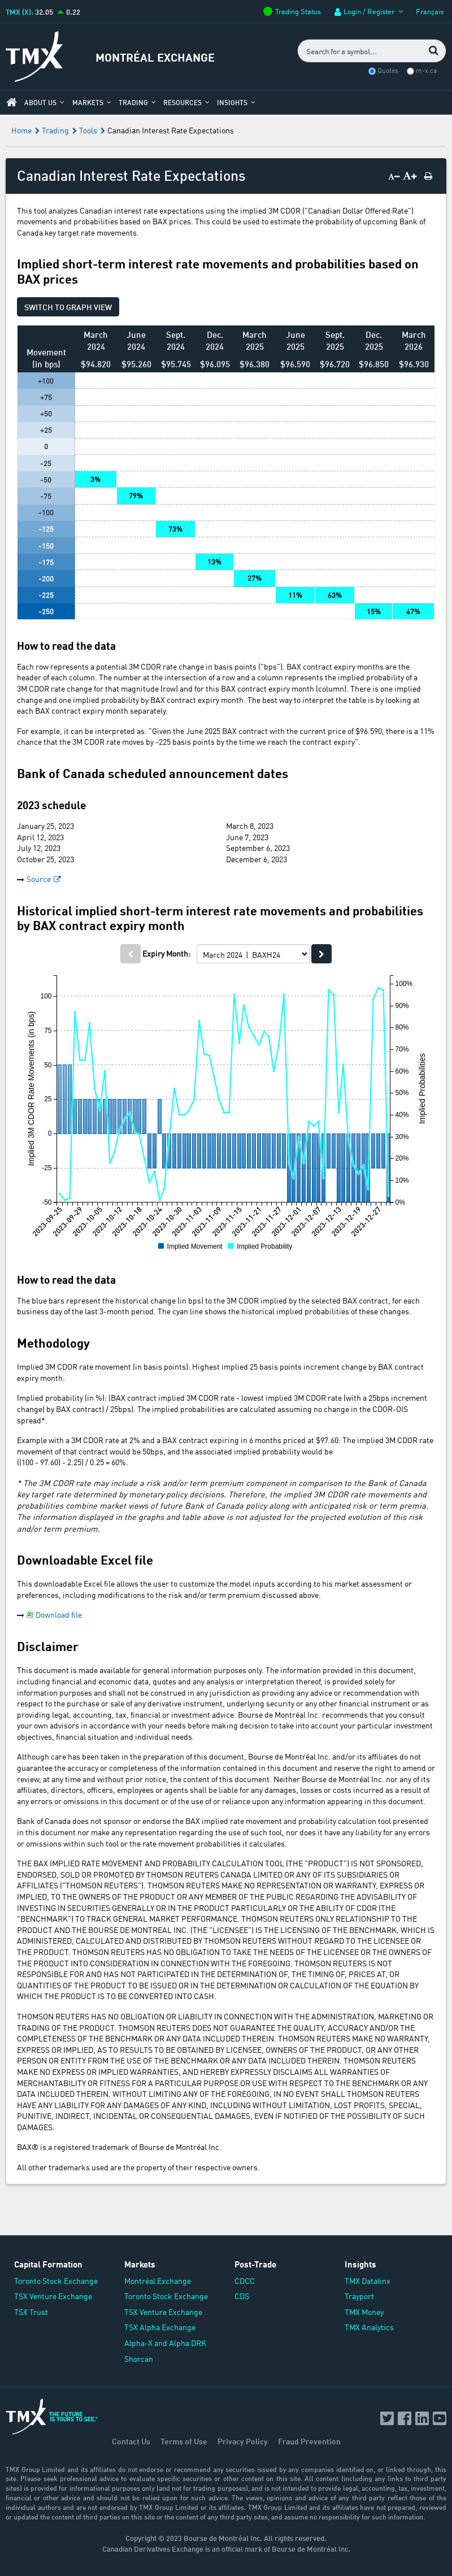 TMX (X): 32.05 0.22
Trading Status
Login / Register
Français
TMX
MONTRÉAL EXCHANGE
Search for a symbol...
Quotes m-x.ca
ABOUT US MARKETS TRADING RESOURCES INSIGHTS
Home Trading Tools Canadian Interest Rate Expectations
Canadian Interest Rate Expectations
A− A+
This tool analyzes Canadian interest rate expectations using the implied 3M CDOR ("Canadian Dollar Offered Rate")
movements and probabilities based on BAX prices. This could be used to estimate the probability of upcoming Bank of
Canada key target rate movements.
Implied short-term interest rate movements and probabilities based on
BAX prices
SWITCH TO GRAPH VIEW
Movement (in bps) March 2024 June 2024 Sept. 2024 Dec. 2024 March 2025 June 2025 Sept. 2025 Dec. 2025 March 2026
$94.820 $95.260 $95.745 $96.095 $96.380 $96.590 $96.720 $96.850 $96.930
+100
+75
+50
+25
0
-25
-50 3%
-75 79%
-100
-125 73%
-150
-175 13%
-200 27%
-225 11% 63%
-250 15% 47%
How to read the data
Each row represents a potential 3M CDOR rate change in basis points ("bps"). BAX contract expiry months are the
header of each column. The number at the intersection of a row and a column represents the implied probability of a
3M CDOR rate change for that magnitude (row) and for this BAX contract expiry month (column). There is one implied
change and one implied probability by BAX contract expiry month. The best way to interpret the table is by looking at
each BAX contract expiry month separately.
For example, it can be interpreted as: "Given the June 2025 BAX contract with the current price of $96.590, there is a 11%
chance that the 3M CDOR rate moves by -225 basis points by the time we reach the contract expiry".
Bank of Canada scheduled announcement dates
2023 schedule
January 25, 2023 March 8, 2023
April 12, 2023 June 7, 2023
July 12, 2023 September 6, 2023
October 25, 2023 December 6, 2023
Source
Historical implied short-term interest rate movements and probabilities
by BAX contract expiry month
Expiry Month: March 2024 | BAXH24
Implied 3M CDOR Rate Movements (in bps)
100
75
50
25
0
-25
-50
100%
90%
80%
70%
60%
50%
40%
30%
20%
10%
0%
Implied Probabilities
2023-09-25 2023-09-29 2023-10-05 2023-10-12 2023-10-18 2023-10-24 2023-10-30 2023-11-03 2023-11-09 2023-11-15 2023-11-21 2023-11-27 2023-12-01 2023-12-07 2023-12-13 2023-12-19 2023-12-27
Implied Movement Implied Probability
How to read the data
The blue bars represent the historical change (in bps) to the 3M CDOR implied by the selected BAX contract, for each
business day of the last 3-month period. The cyan line shows the historical implied probabilities of these changes.
Methodology
Implied 3M CDOR rate movement (in basis points): Highest implied 25 basis points increment change by BAX contract
expiry month.
Implied probability (in %): (BAX contract implied 3M CDOR rate - lowest implied 3M CDOR rate (with a 25bps increment
change) by BAX contract) / 25bps). The implied probabilities are calculated assuming no change in the CDOR-OIS
spread*.
Example with a 3M CDOR rate at 2% and a BAX contract expiring in 6 months priced at $97.60: The implied 3M CDOR rate
movement of that contract would be 50bps, and the associated implied probability would be
((100 - 97.60) - 2.25) / 0.25 = 60%.
* The 3M CDOR rate may include a risk and/or term premium component in comparison to the Bank of Canada
key target rate determined by monetary policy decisions. Therefore, the implied 3M CDOR rate movements and
probabilities combine market views of future Bank of Canada policy along with anticipated risk or term premia.
The information displayed in the graphs and table above is not adjusted for the projected evolution of this risk
and/or term premium.
Downloadable Excel file
This downloadable Excel file allows the user to customize the model inputs according to his market assessment or
preferences, including modifications to the risk and/or term premium discussed above.
Download file
Disclaimer
This document is made available for general information purposes only. The information provided in this document,
including financial and economic data, quotes and any analysis or interpretation thereof, is provided solely for
information purposes and shall not be construed in any jurisdiction as providing any advice or recommendation with
respect to the purchase or sale of any derivative instrument, underlying security or any other financial instrument or as
providing legal, accounting, tax, financial or investment advice. Bourse de Montréal Inc. recommends that you consult
your own advisors in accordance with your needs before making decision to take into account your particular investment
objectives, financial situation and individual needs.
Although care has been taken in the preparation of this document, Bourse de Montréal Inc. and/or its affiliates do not
guarantee the accuracy or completeness of the information contained in this document and reserve the right to amend or
review, at any time and without prior notice, the content of this document. Neither Bourse de Montréal Inc. nor any of its
affiliates, directors, officers, employees or agents shall be liable for any damages, losses or costs incurred as a result of
any errors or omissions in this document or of the use of or reliance upon any information appearing in this document.
Bank of Canada does not sponsor or endorse the BAX implied rate movement and probability calculation tool presented
in this document nor make any representation regarding the use of such tool, nor does it have any liability for any errors
or omissions within such tool or the rate movement probabilities it calculates.
THE BAX IMPLIED RATE MOVEMENT AND PROBABILITY CALCULATION TOOL (THE "PRODUCT") IS NOT SPONSORED,
ENDORSED, SOLD OR PROMOTED BY THOMSON REUTERS CANADA LIMITED OR ANY OF ITS SUBSIDIARIES OR
AFFILIATES ("THOMSON REUTERS"). THOMSON REUTERS MAKE NO REPRESENTATION OR WARRANTY, EXPRESS OR
IMPLIED, TO THE OWNERS OF THE PRODUCT OR ANY MEMBER OF THE PUBLIC REGARDING THE ADVISABILITY OF
INVESTING IN SECURITIES GENERALLY OR IN THE PRODUCT PARTICULARLY OR THE ABILITY OF CDOR (THE
"BENCHMARK") TO TRACK GENERAL MARKET PERFORMANCE. THOMSON REUTERS ONLY RELATIONSHIP TO THE
PRODUCT AND THE BOURSE DE MONTREAL INC. (THE "LICENSEE") IS THE LICENSING OF THE BENCHMARK, WHICH IS
ADMINISTERED, CALCULATED AND DISTRIBUTED BY THOMSON REUTERS WITHOUT REGARD TO THE LICENSEE OR
THE PRODUCT. THOMSON REUTERS HAS NO OBLIGATION TO TAKE THE NEEDS OF THE LICENSEE OR THE OWNERS OF
THE PRODUCT INTO CONSIDERATION IN CONNECTION WITH THE FOREGOING. THOMSON REUTERS IS NOT
RESPONSIBLE FOR AND HAS NOT PARTICIPATED IN THE DETERMINATION OF, THE TIMING OF, PRICES AT, OR
QUANTITIES OF THE PRODUCT TO BE ISSUED OR IN THE DETERMINATION OR CALCULATION OF THE EQUATION BY
WHICH THE PRODUCT IS TO BE CONVERTED INTO CASH.
THOMSON REUTERS HAS NO OBLIGATION OR LIABILITY IN CONNECTION WITH THE ADMINISTRATION, MARKETING OR
TRADING OF THE PRODUCT. THOMSON REUTERS DOES NOT GUARANTEE THE QUALITY, ACCURACY AND/OR THE
COMPLETENESS OF THE BENCHMARK OR ANY DATA INCLUDED THEREIN. THOMSON REUTERS MAKE NO WARRANTY,
EXPRESS OR IMPLIED, AS TO RESULTS TO BE OBTAINED BY LICENSEE, OWNERS OF THE PRODUCT, OR ANY OTHER
PERSON OR ENTITY FROM THE USE OF THE BENCHMARK OR ANY DATA INCLUDED THEREIN. THOMSON REUTERS
MAKE NO EXPRESS OR IMPLIED WARRANTIES, AND HEREBY EXPRESSLY DISCLAIMS ALL WARRANTIES OF
MERCHANTABILITY OR FITNESS FOR A PARTICULAR PURPOSE OR USE WITH RESPECT TO THE BENCHMARK OR ANY
DATA INCLUDED THEREIN. WITHOUT LIMITING ANY OF THE FOREGOING, IN NO EVENT SHALL THOMSON REUTERS
HAVE ANY LIABILITY FOR ANY DAMAGES OF ANY KIND, INCLUDING WITHOUT LIMITATION, LOST PROFITS, SPECIAL,
PUNITIVE, INDIRECT, INCIDENTAL OR CONSEQUENTIAL DAMAGES, EVEN IF NOTIFIED OF THE POSSIBILITY OF SUCH
DAMAGES.
BAX® is a registered trademark of Bourse de Montréal Inc.
All other trademarks used are the property of their respective owners.
Capital Formation
Toronto Stock Exchange
TSX Venture Exchange
TSX Trust
Markets
Montréal Exchange
Toronto Stock Exchange
TSX Venture Exchange
TSX Alpha Exchange
Alpha-X and Alpha DRK
Shorcan
Post-Trade
CDCC
CDS
Insights
TMX Datalinx
Trayport
TMX Money
TMX Analytics
TMX
THE FUTURE
IS YOURS TO SEE.®
Contact Us Terms of Use Privacy Policy Fraud Prevention
TMX Group Limited and its affiliates do not endorse or recommend any securities issued by any companies identified on, or linked through, this
site. Please seek professional advice to evaluate specific securities or other content on this site. All content (including any links to third party
sites) is provided for informational purposes only (and not for trading purposes), and is not intended to provide legal, accounting, tax, investment,
financial or other advice and should not be relied upon for such advice. The views, opinions and advice of any third party reflect those of the
individual authors and are not endorsed by TMX Group Limited or its affiliates. TMX Group Limited and its affiliates have not prepared, reviewed
or updated the content of third parties on this site or the content of any third party sites, and assume no responsibility for such information.
Copyright © 2023 Bourse de Montréal Inc. All rights reserved.
Canadian Derivatives Exchange is an official mark of Bourse de Montréal Inc.